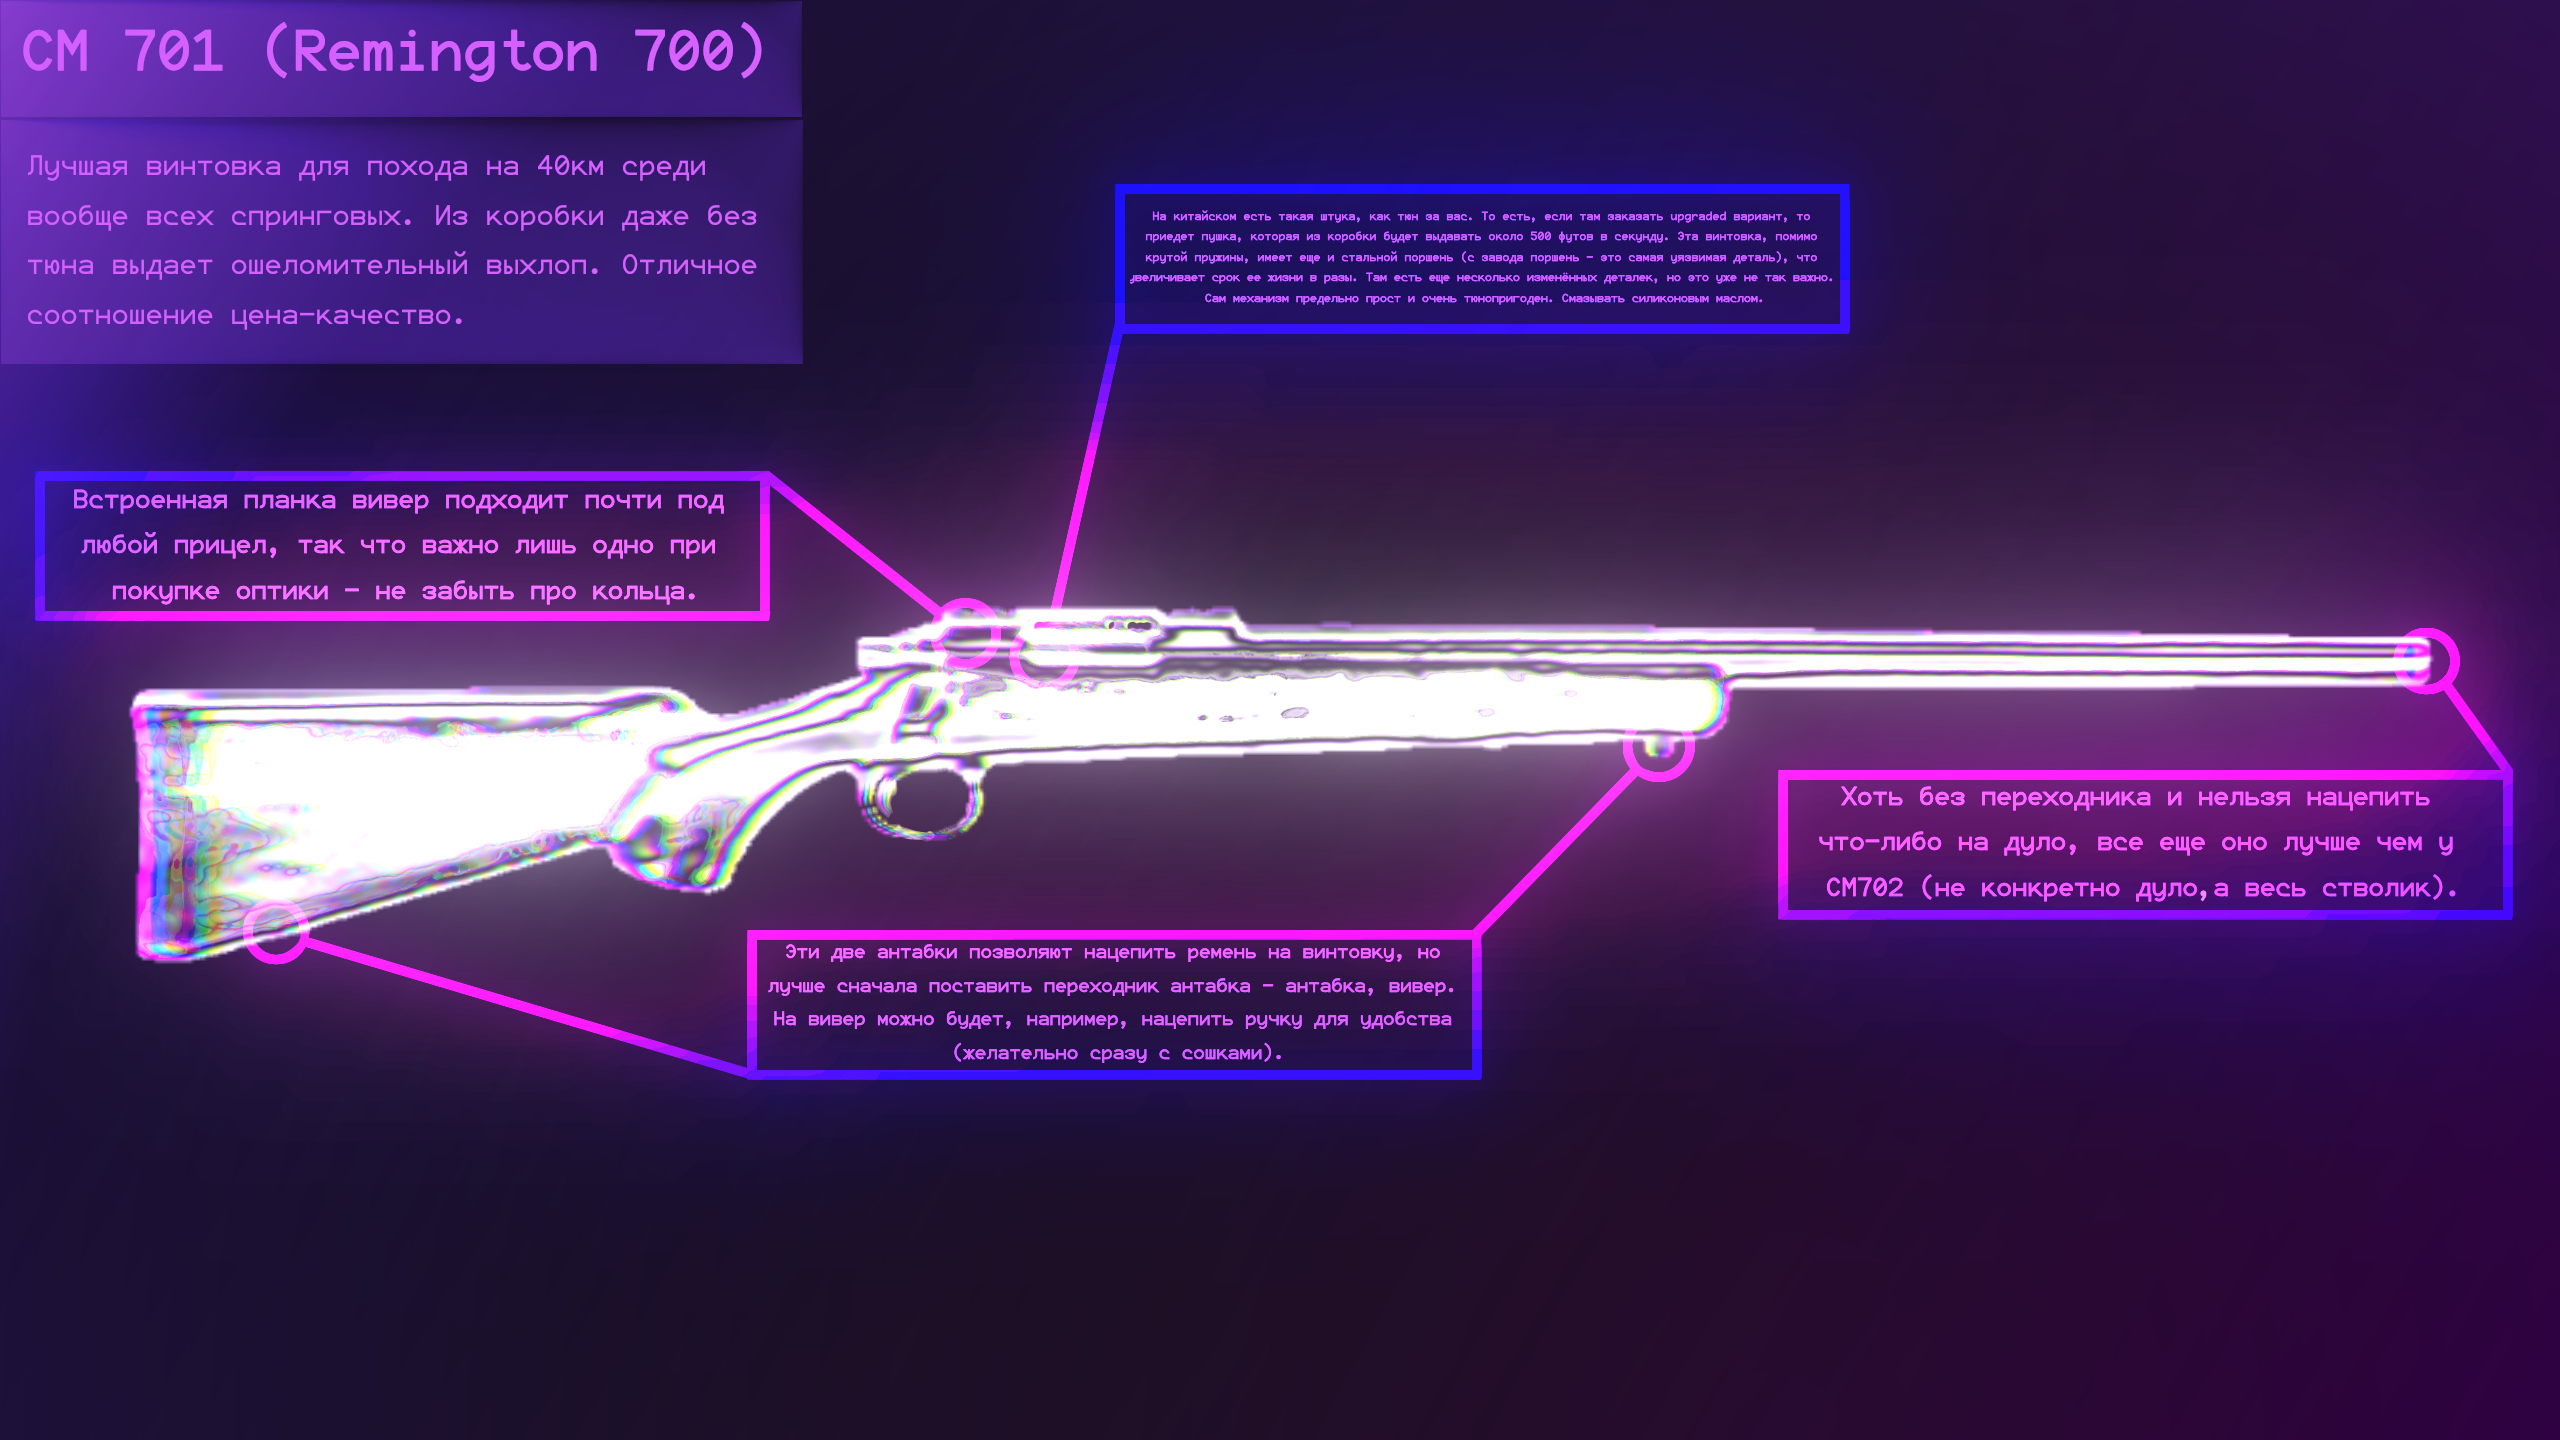 CM 701 (Remington 700)
Лучшая винтовка для похода на 40км среди
вообще всех спринговых. Из коробки даже без
тюна выдает ошеломительный выхлоп. Отличное
соотношение цена-качество.
На китайском есть такая штука, как тюн за вас. То есть, если там заказать upgraded вариант, то
приедет пушка, которая из коробки будет выдавать около 500 футов в секунду. Эта винтовка, помимо
крутой пружины, имеет еще и стальной поршень (с завода поршень - это самая уязвимая деталь), что
увеличивает срок ее жизни в разы. Там есть еще несколько изменённых деталек, но это уже не так важно.
Сам механизм предельно прост и очень тюнопригоден. Смазывать силиконовым маслом.
Встроенная планка вивер подходит почти под
любой прицел, так что важно лишь одно при
покупке оптики - не забыть про кольца.
Хоть без переходника и нельзя нацепить
что-либо на дуло, все еще оно лучше чем у
CM702 (не конкретно дуло,а весь стволик).
Эти две антабки позволяют нацепить ремень на винтовку, но
лучше сначала поставить переходник антабка - антабка, вивер.
На вивер можно будет, например, нацепить ручку для удобства
(желательно сразу с сошками).